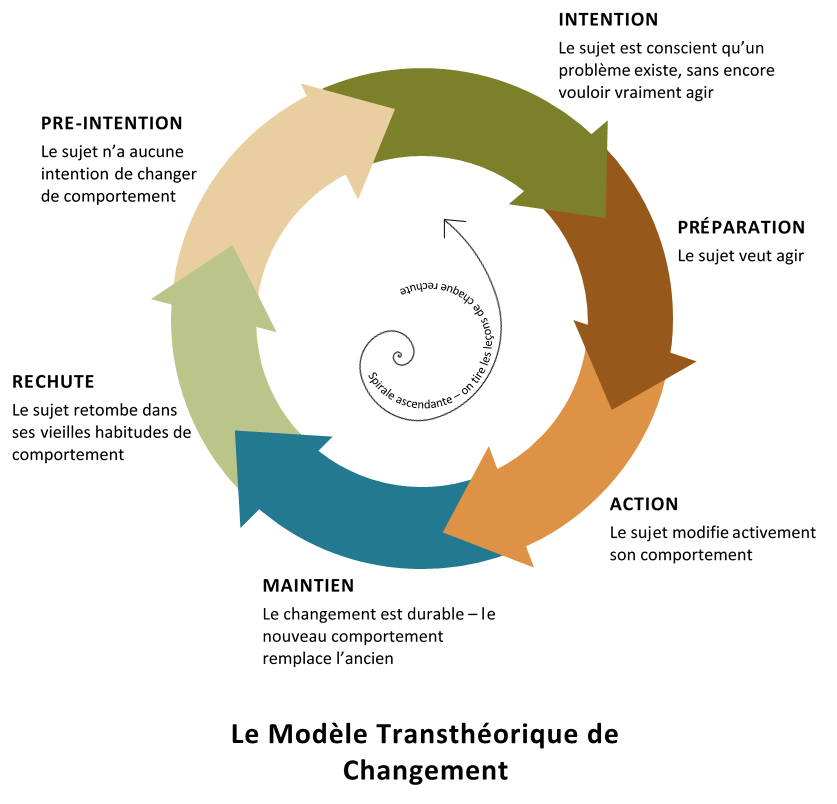 INTENTION
Le sujet est conscient qu’un
problème existe, sans encore
vouloir vraiment agir
PRE-INTENTION
Le sujet n’a aucune
intention de changer
de comportement
PRÉPARATION
Le sujet veut agir
Spirale ascendante – on tire les leçons de chaque rechute
RECHUTE
Le sujet retombe dans
ses vieilles habitudes de
comportement
ACTION
Le sujet modifie activement
son comportement
MAINTIEN
Le changement est durable – le
nouveau comportement
remplace l’ancien
Le Modèle Transthéorique de
Changement